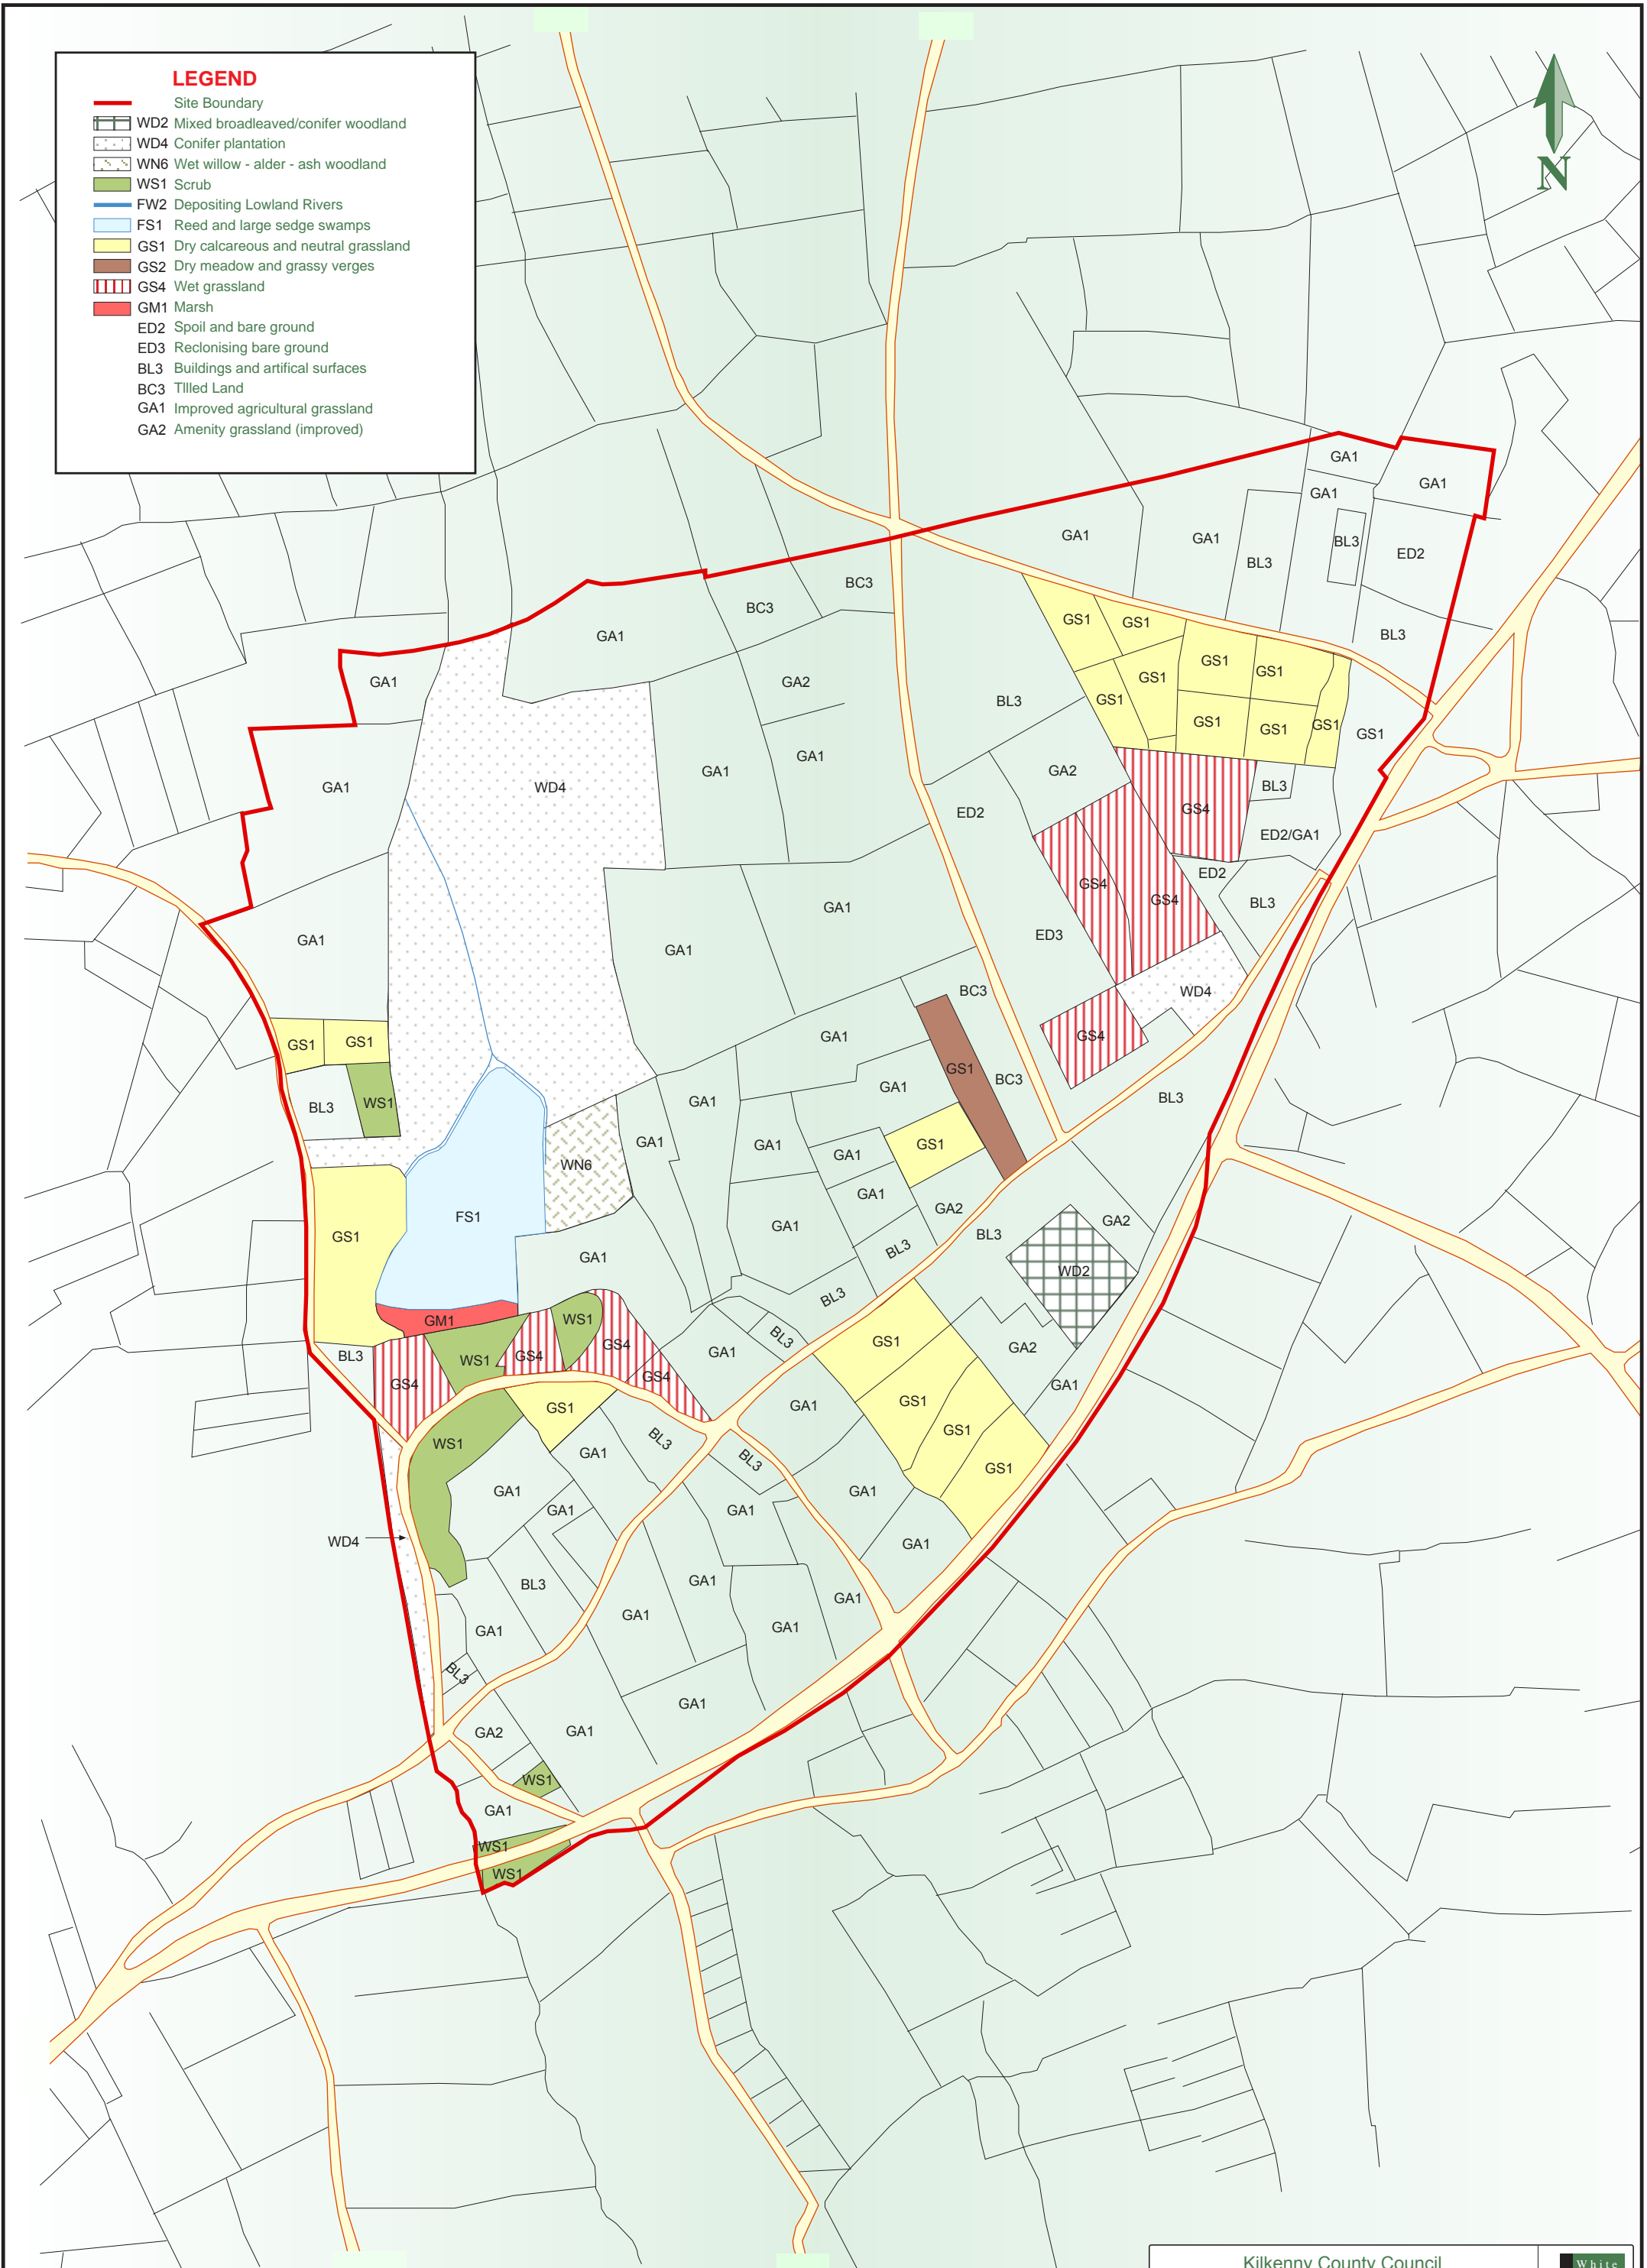 LEGEND
Site Boundary
WD2 Mixed broadleaved/conifer woodland
WD4 Conifer plantation
WN6 Wet willow - alder - ash woodland
WS1 Scrub
FW2 Depositing Lowland Rivers
FS1 Reed and large sedge swamps
GS1 Dry calcareous and neutral grassland
GS2 Dry meadow and grassy verges
GS4 Wet grassland
GM1 Marsh
ED2 Spoil and bare ground
ED3 Reclonising bare ground
BL3 Buildings and artifical surfaces
BC3 TIlled Land
GA1 Improved agricultural grassland
GA2 Amenity grassland (improved)
N
GA1
GA1
GA1
GA1
GA1
BL3
BL3
ED2
BC3
BC3
GA1
GS1
GS1
BL3
GS1
GS1
GS1
GA1
GA2
GS1
BL3
GS1
GS1
GS1
GS1
GS1
GA1
GA1
GA2
WD4
GA1
BL3
ED2
GS4
ED2/GA1
ED2
GS4
GS4
BL3
GA1
ED3
GA1
GA1
BC3
WD4
GS4
GA1
GS1
GS1
GS1
BC3
GA1
BL3
WS1
GA1
BL3
GA1
GA1
GS1
GA1
WN6
GA1
GA2
GA1
FS1
GA2
GA1
BL3
GS1
BL3
GA1
WD2
BL3
GM1
WS1
BL3
GS1
GS4
GA1
GA2
BL3
GS4
WS1
GS4
GS4
GA1
GS1
GA1
GS1
GS1
WS1
BL3
GA1
BL3
GS1
GA1
GA1
GA1
GA1
WD4
GA1
BL3
GA1
GA1
GA1
GA1
GA1
BL3
GA1
GA2
GA1
WS1
GA1
WS1
WS1
Kilkenny County Council
White